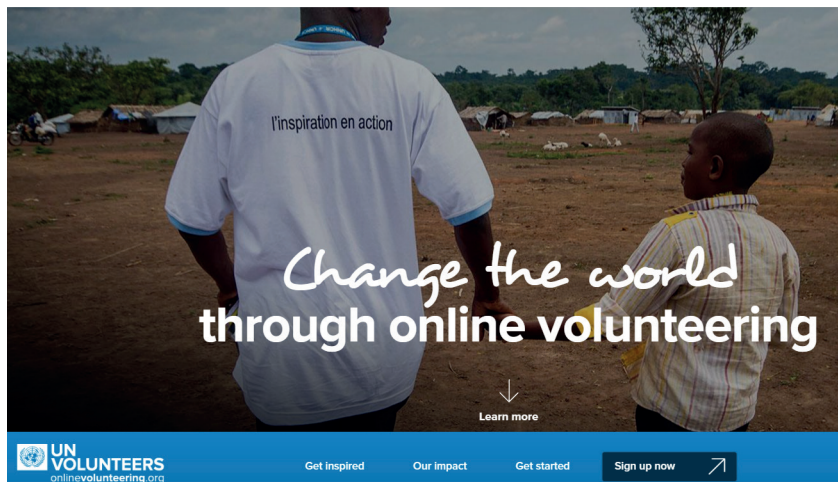 l'inspiration en action
Change the world
through online volunteering
Learn more
UN
VOLUNTEERS
onlinevolunteering.org
Get inspired
Our impact
Get started
Sign up now